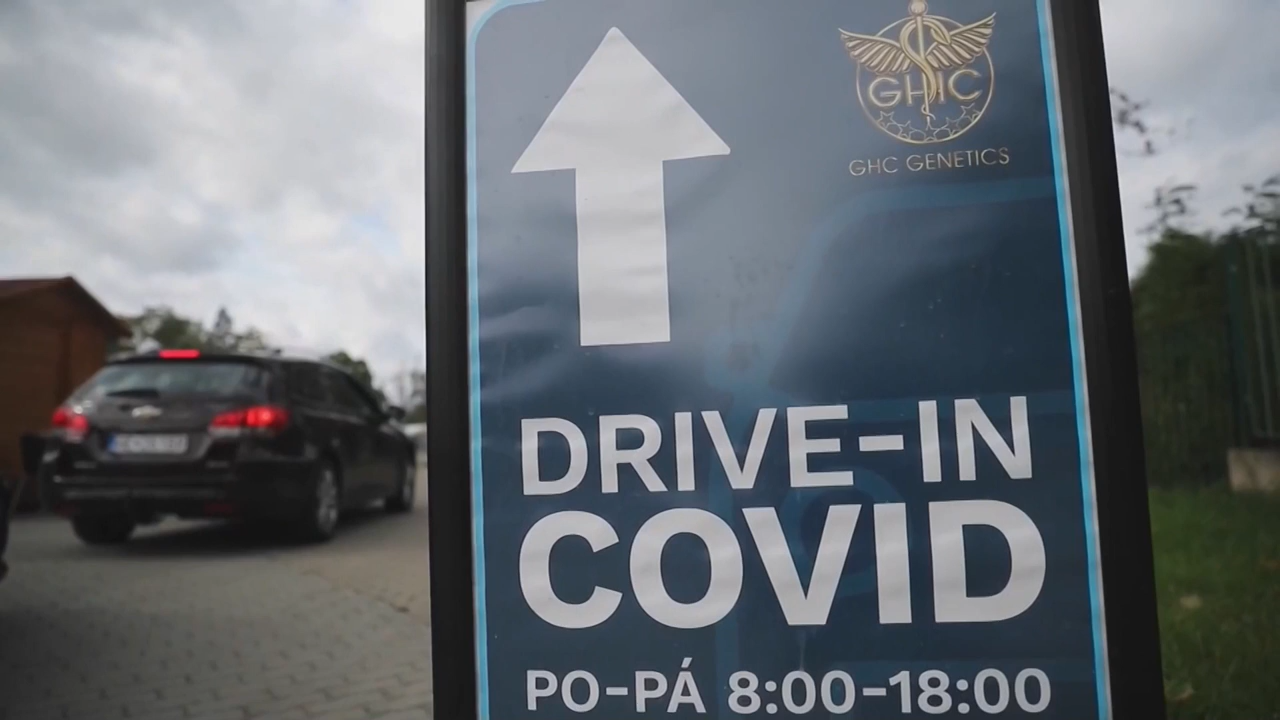 GHC
GHC GENETICS
DRIVE-IN
COVID
PO-PÁ 8:00-18:00